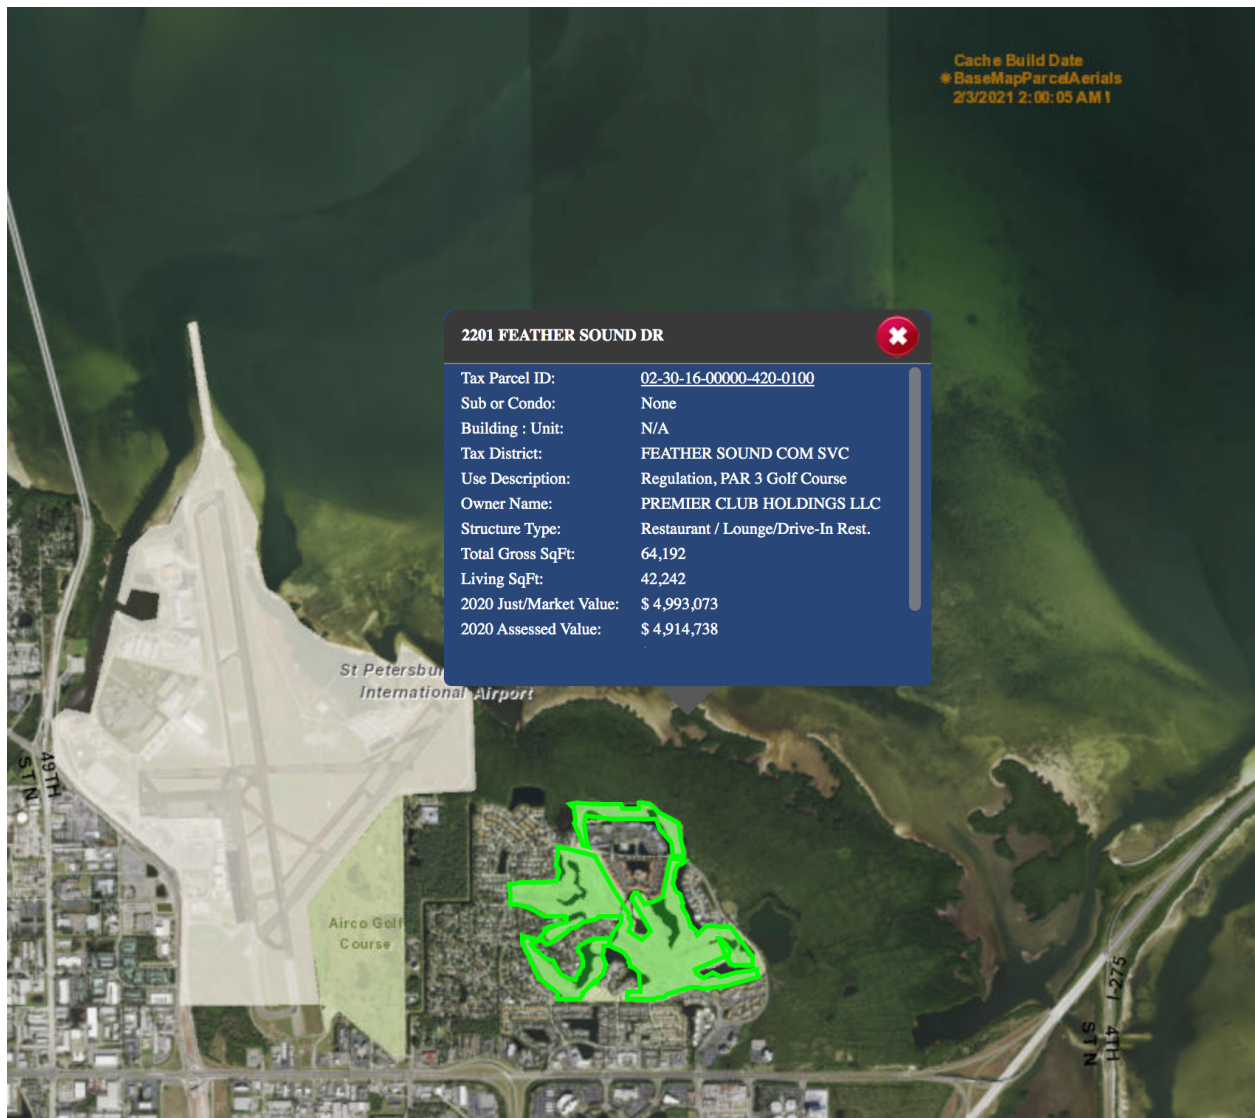 Cache Build Date
BaseMapParcelAerials
2/3/2021 2:00:05 AM !
2201 FEATHER SOUND DR
Tax Parcel ID: 02-30-16-00000-420-0100
Sub or Condo: None
Building : Unit: N/A
Tax District: FEATHER SOUND COM SVC
Use Description: Regulation, PAR 3 Golf Course
Owner Name: PREMIER CLUB HOLDINGS LLC
Structure Type: Restaurant / Lounge/Drive-In Rest.
Total Gross SqFt: 64,192
Living SqFt: 42,242
2020 Just/Market Value: $ 4,993,073
2020 Assessed Value: $ 4,914,738
St Petersbur
International Airport
49TH
ST N
Airco Golf
Course
I-275
4TH
ST N